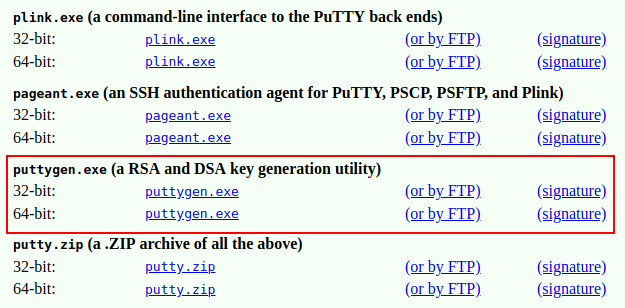 plink.exe (a command-line interface to the PuTTY back ends)
32-bit: plink.exe (or by FTP) (signature)
64-bit: plink.exe (or by FTP) (signature)
pageant.exe (an SSH authentication agent for PuTTY, PSCP, PSFTP, and Plink)
32-bit: pageant.exe (or by FTP) (signature)
64-bit: pageant.exe (or by FTP) (signature)
puttygen.exe (a RSA and DSA key generation utility)
32-bit: puttygen.exe (or by FTP) (signature)
64-bit: puttygen.exe (or by FTP) (signature)
putty.zip (a .ZIP archive of all the above)
32-bit: putty.zip (or by FTP) (signature)
64-bit: putty.zip (or by FTP) (signature)